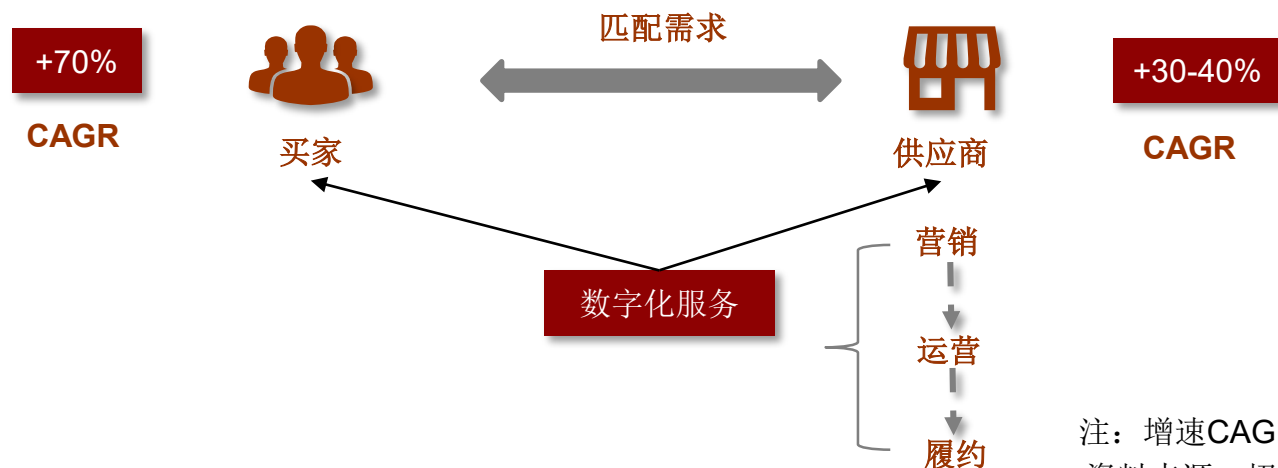 匹配需求
+70%
+30-40%
CAGR
买家
供应商
CAGR
营销
数字化服务
运营
注：增速CAG
履约